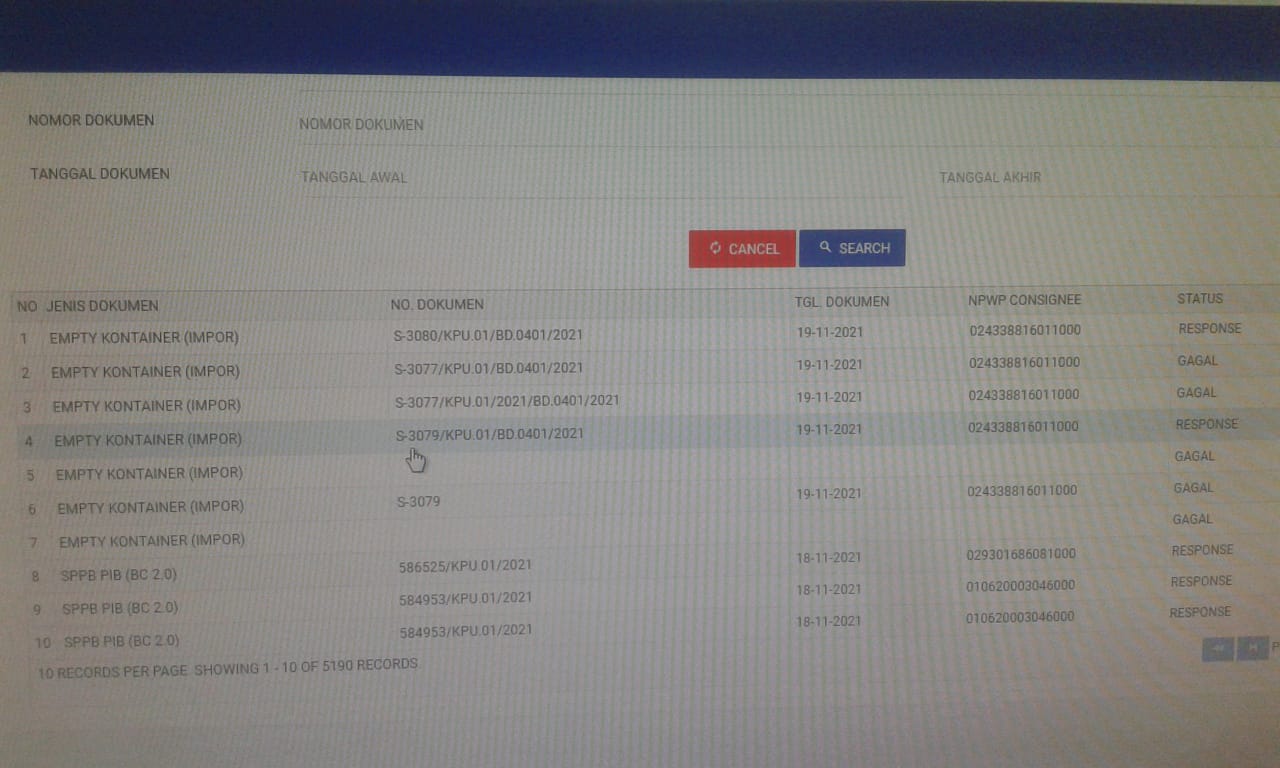 NOMOR DOKUMEN NOMOR DOKUMEN
TANGGAL DOKUMEN TANGGAL AWAL TANGGAL AKHIR
CANCEL SEARCH
NO JENIS DOKUMEN NO. DOKUMEN TGL. DOKUMEN NPWP CONSIGNEE STATUS
1 EMPTY KONTAINER (IMPOR) S-3080/KPU.01/BD.0401/2021 19-11-2021 024338816011000 RESPONSE
2 EMPTY KONTAINER (IMPOR) S-3077/KPU.01/BD.0401/2021 19-11-2021 024338816011000 GAGAL
3 EMPTY KONTAINER (IMPOR) S-3077/KPU.01/2021/BD.0401/2021 19-11-2021 024338816011000 GAGAL
4 EMPTY KONTAINER (IMPOR) S-3079/KPU.01/BD.0401/2021 19-11-2021 024338816011000 RESPONSE
5 EMPTY KONTAINER (IMPOR) GAGAL
6 EMPTY KONTAINER (IMPOR) S-3079 19-11-2021 024338816011000 GAGAL
7 EMPTY KONTAINER (IMPOR) GAGAL
8 SPPB PIB (BC 2.0) 586525/KPU.01/2021 18-11-2021 029301686081000 RESPONSE
9 SPPB PIB (BC 2.0) 584953/KPU.01/2021 18-11-2021 010620003046000 RESPONSE
10 SPPB PIB (BC 2.0) 584953/KPU.01/2021 18-11-2021 010620003046000 RESPONSE
10 RECORDS PER PAGE. SHOWING 1 - 10 OF 5190 RECORDS.